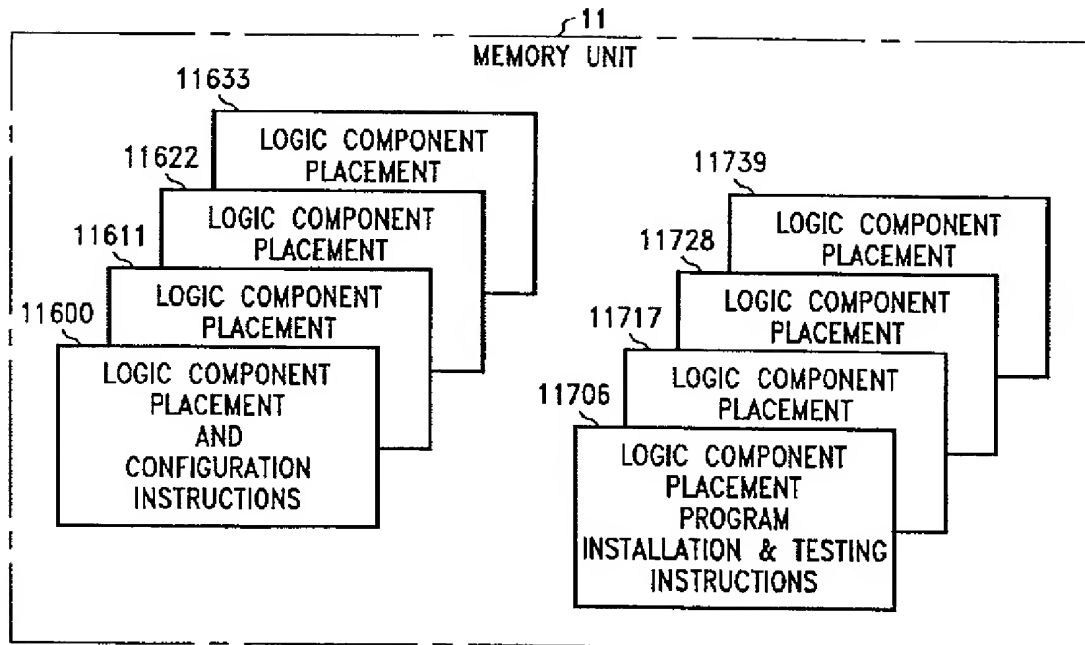 11
MEMORY UNIT
11633
LOGIC COMPONENT
PLACEMENT
11622
LOGIC COMPONENT
PLACEMENT
11611
LOGIC COMPONENT
PLACEMENT
11600
LOGIC COMPONENT
PLACEMENT
AND
CONFIGURATION
INSTRUCTIONS
11739
LOGIC COMPONENT
PLACEMENT
11728
LOGIC COMPONENT
PLACEMENT
11717
LOGIC COMPONENT
PLACEMENT
11706
LOGIC COMPONENT
PLACEMENT
PROGRAM
INSTALLATION & TESTING
INSTRUCTIONS